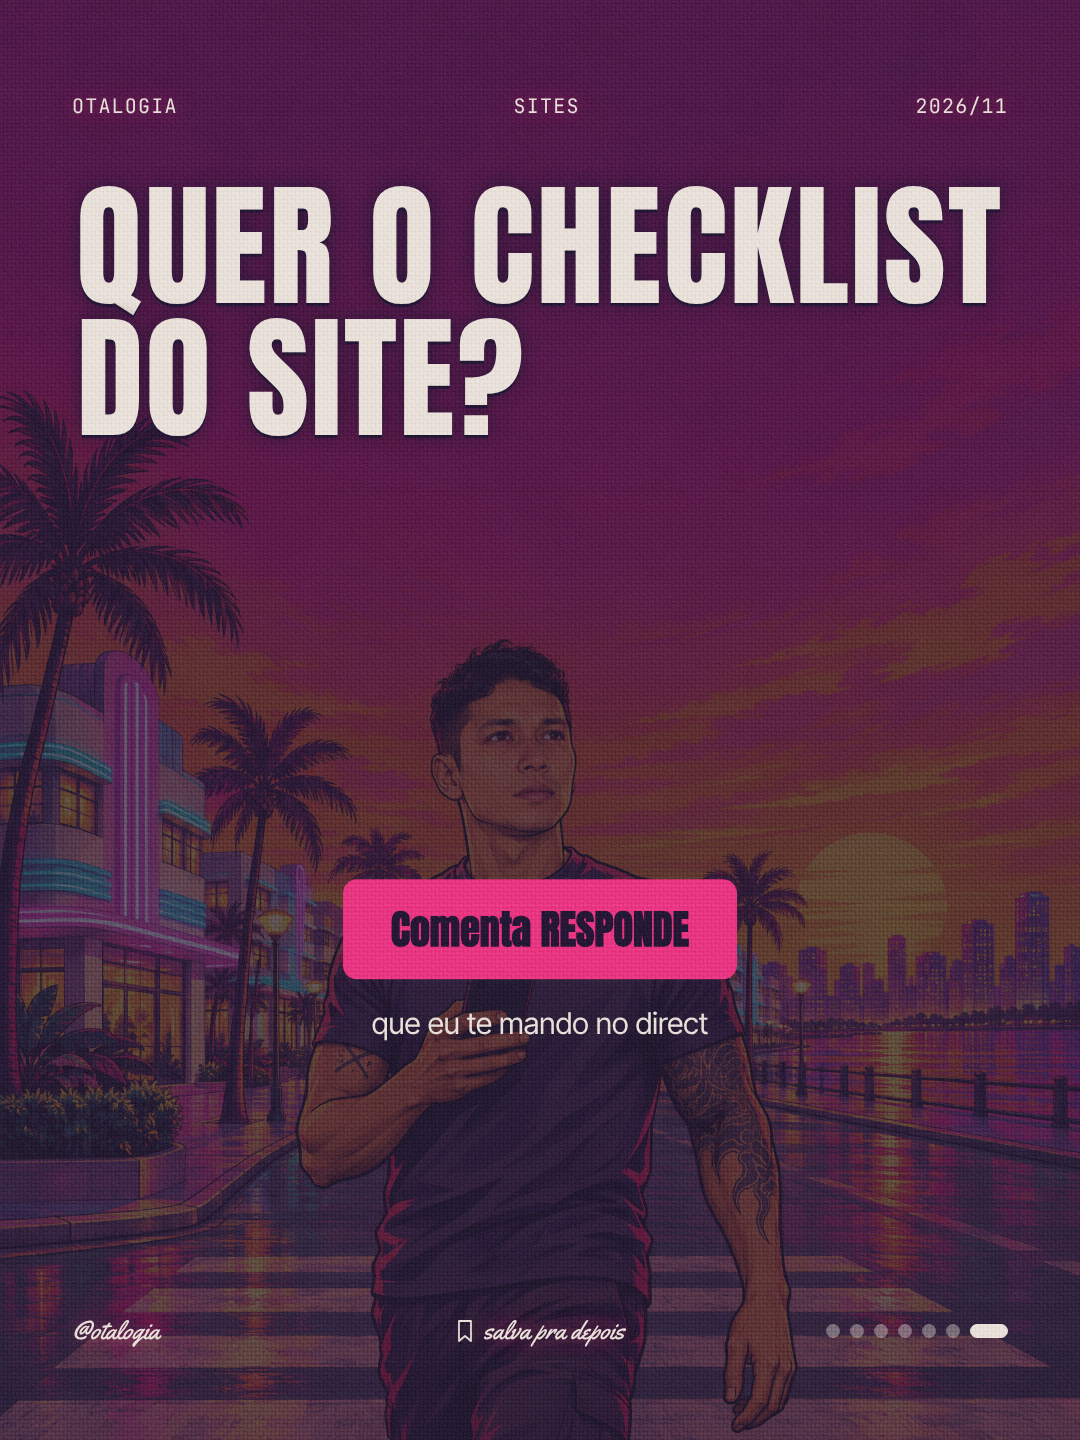 OTALOGIA SITES 2026/11
QUER O CHECKLIST
DO SITE?
Comenta RESPONDE
que eu te mando no direct
@otalogia salva pra depois